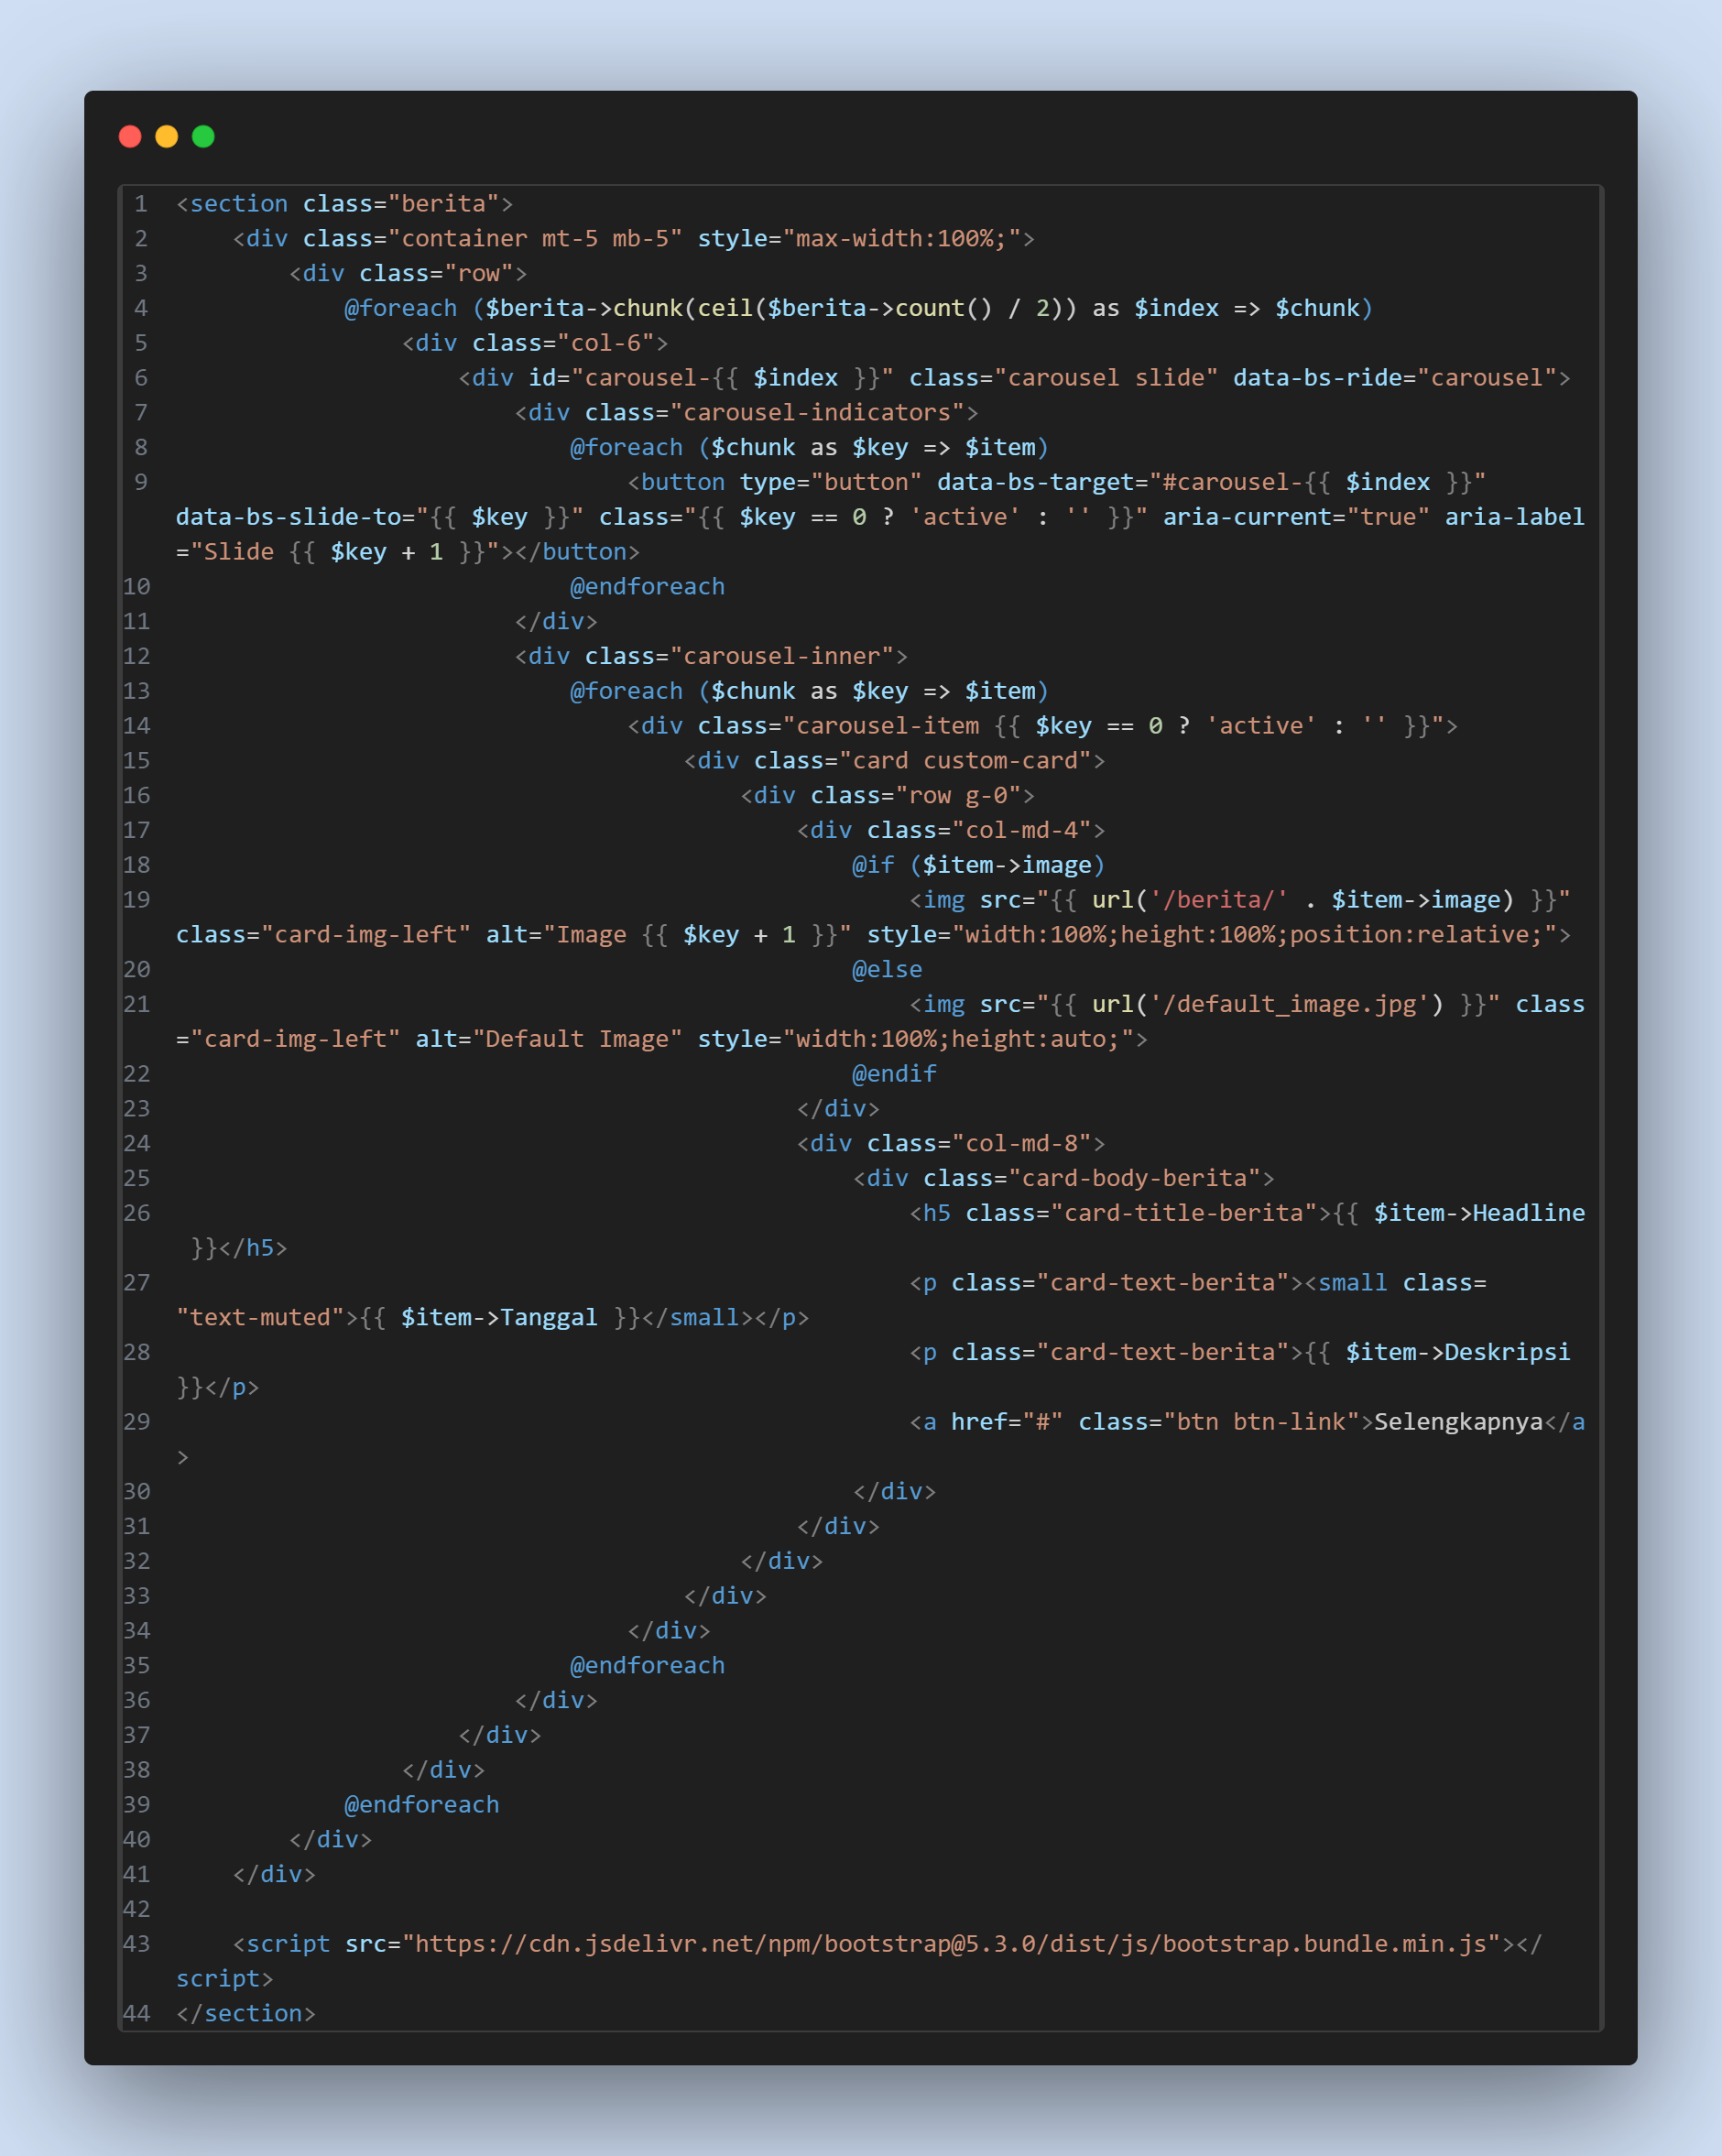 1 <section class="berita">
2     <div class="container mt-5 mb-5" style="max-width:100%;">
3         <div class="row">
4             @foreach ($berita->chunk(ceil($berita->count() / 2)) as $index => $chunk)
5                 <div class="col-6">
6                     <div id="carousel-{{ $index }}" class="carousel slide" data-bs-ride="carousel">
7                         <div class="carousel-indicators">
8                             @foreach ($chunk as $key => $item)
9                                 <button type="button" data-bs-target="#carousel-{{ $index }}"
data-bs-slide-to="{{ $key }}" class="{{ $key == 0 ? 'active' : '' }}" aria-current="true" aria-label
="Slide {{ $key + 1 }}"></button>
10                             @endforeach
11                         </div>
12                         <div class="carousel-inner">
13                             @foreach ($chunk as $key => $item)
14                                 <div class="carousel-item {{ $key == 0 ? 'active' : '' }}">
15                                     <div class="card custom-card">
16                                         <div class="row g-0">
17                                             <div class="col-md-4">
18                                                 @if ($item->image)
19                                                     <img src="{{ url('/berita/' . $item->image) }}"
class="card-img-left" alt="Image {{ $key + 1 }}" style="width:100%;height:100%;position:relative;">
20                                                 @else
21                                                     <img src="{{ url('/default_image.jpg') }}" class
="card-img-left" alt="Default Image" style="width:100%;height:auto;">
22                                                 @endif
23                                             </div>
24                                             <div class="col-md-8">
25                                                 <div class="card-body-berita">
26                                                     <h5 class="card-title-berita">{{ $item->Headline
 }}</h5>
27                                                     <p class="card-text-berita"><small class=
"text-muted">{{ $item->Tanggal }}</small></p>
28                                                     <p class="card-text-berita">{{ $item->Deskripsi
}}</p>
29                                                     <a href="#" class="btn btn-link">Selengkapnya</a
>
30                                                 </div>
31                                             </div>
32                                         </div>
33                                     </div>
34                                 </div>
35                             @endforeach
36                         </div>
37                     </div>
38                 </div>
39             @endforeach
40         </div>
41     </div>
42
43     <script src="https://cdn.jsdelivr.net/npm/bootstrap@5.3.0/dist/js/bootstrap.bundle.min.js"></
script>
44 </section>